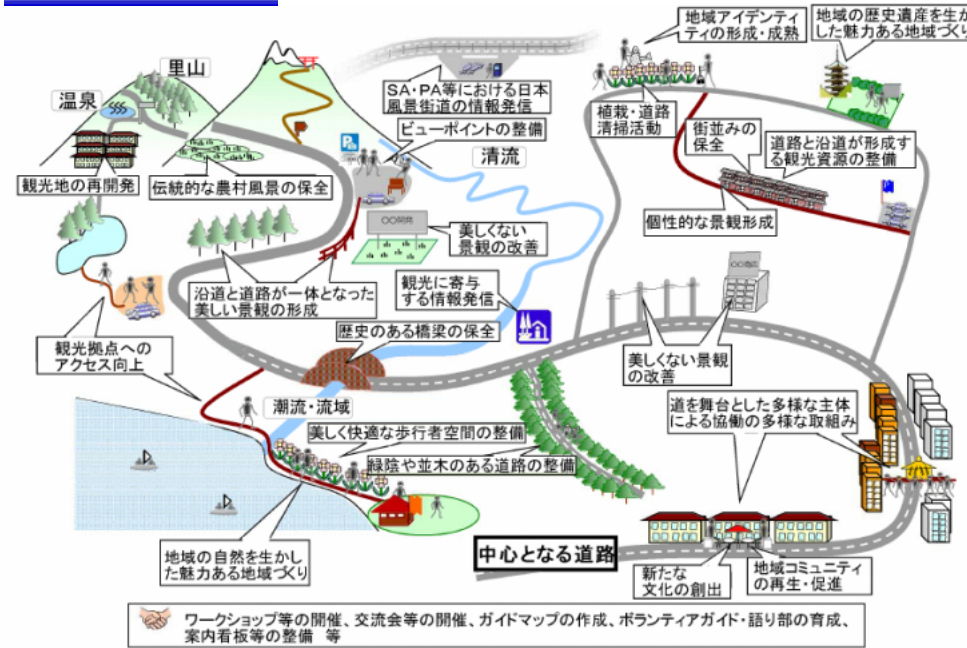 地域アイデンティ
ティの形成・成熟
地域の歴史遺産を生か
した魅力ある地域づくり
里山
温泉
SA・PA等における日本
風景街道の情報発信
植栽・道路
清掃活動
ビューポイントの整備
清流
街並みの
保全
道路と沿道が形成す
る観光資源の整備
観光地の再開発
伝統的な農村風景の保全
個性的な景観形成
P
〇〇開発
美しくない
景観の改善
沿道と道路が一体となった
美しい景観の形成
観光に寄与
する情報発信
歴史のある橋梁の保全
観光拠点への
アクセス向上
美しくない景観
の改善
潮流・流域
道を舞台とした多様な主体
による協働の多様な取組み
美しく快適な歩行者空間の整備
緑陰や並木のある道路の整備
地域の自然を生かし
た魅力ある地域づくり
中心となる道路
新たな
文化の創出
地域コミュニティ
の再生・促進
ワークショップ等の開催、交流会等の開催、ガイドマップの作成、ボランティアガイド・語り部の育成、
案内看板等の整備 等